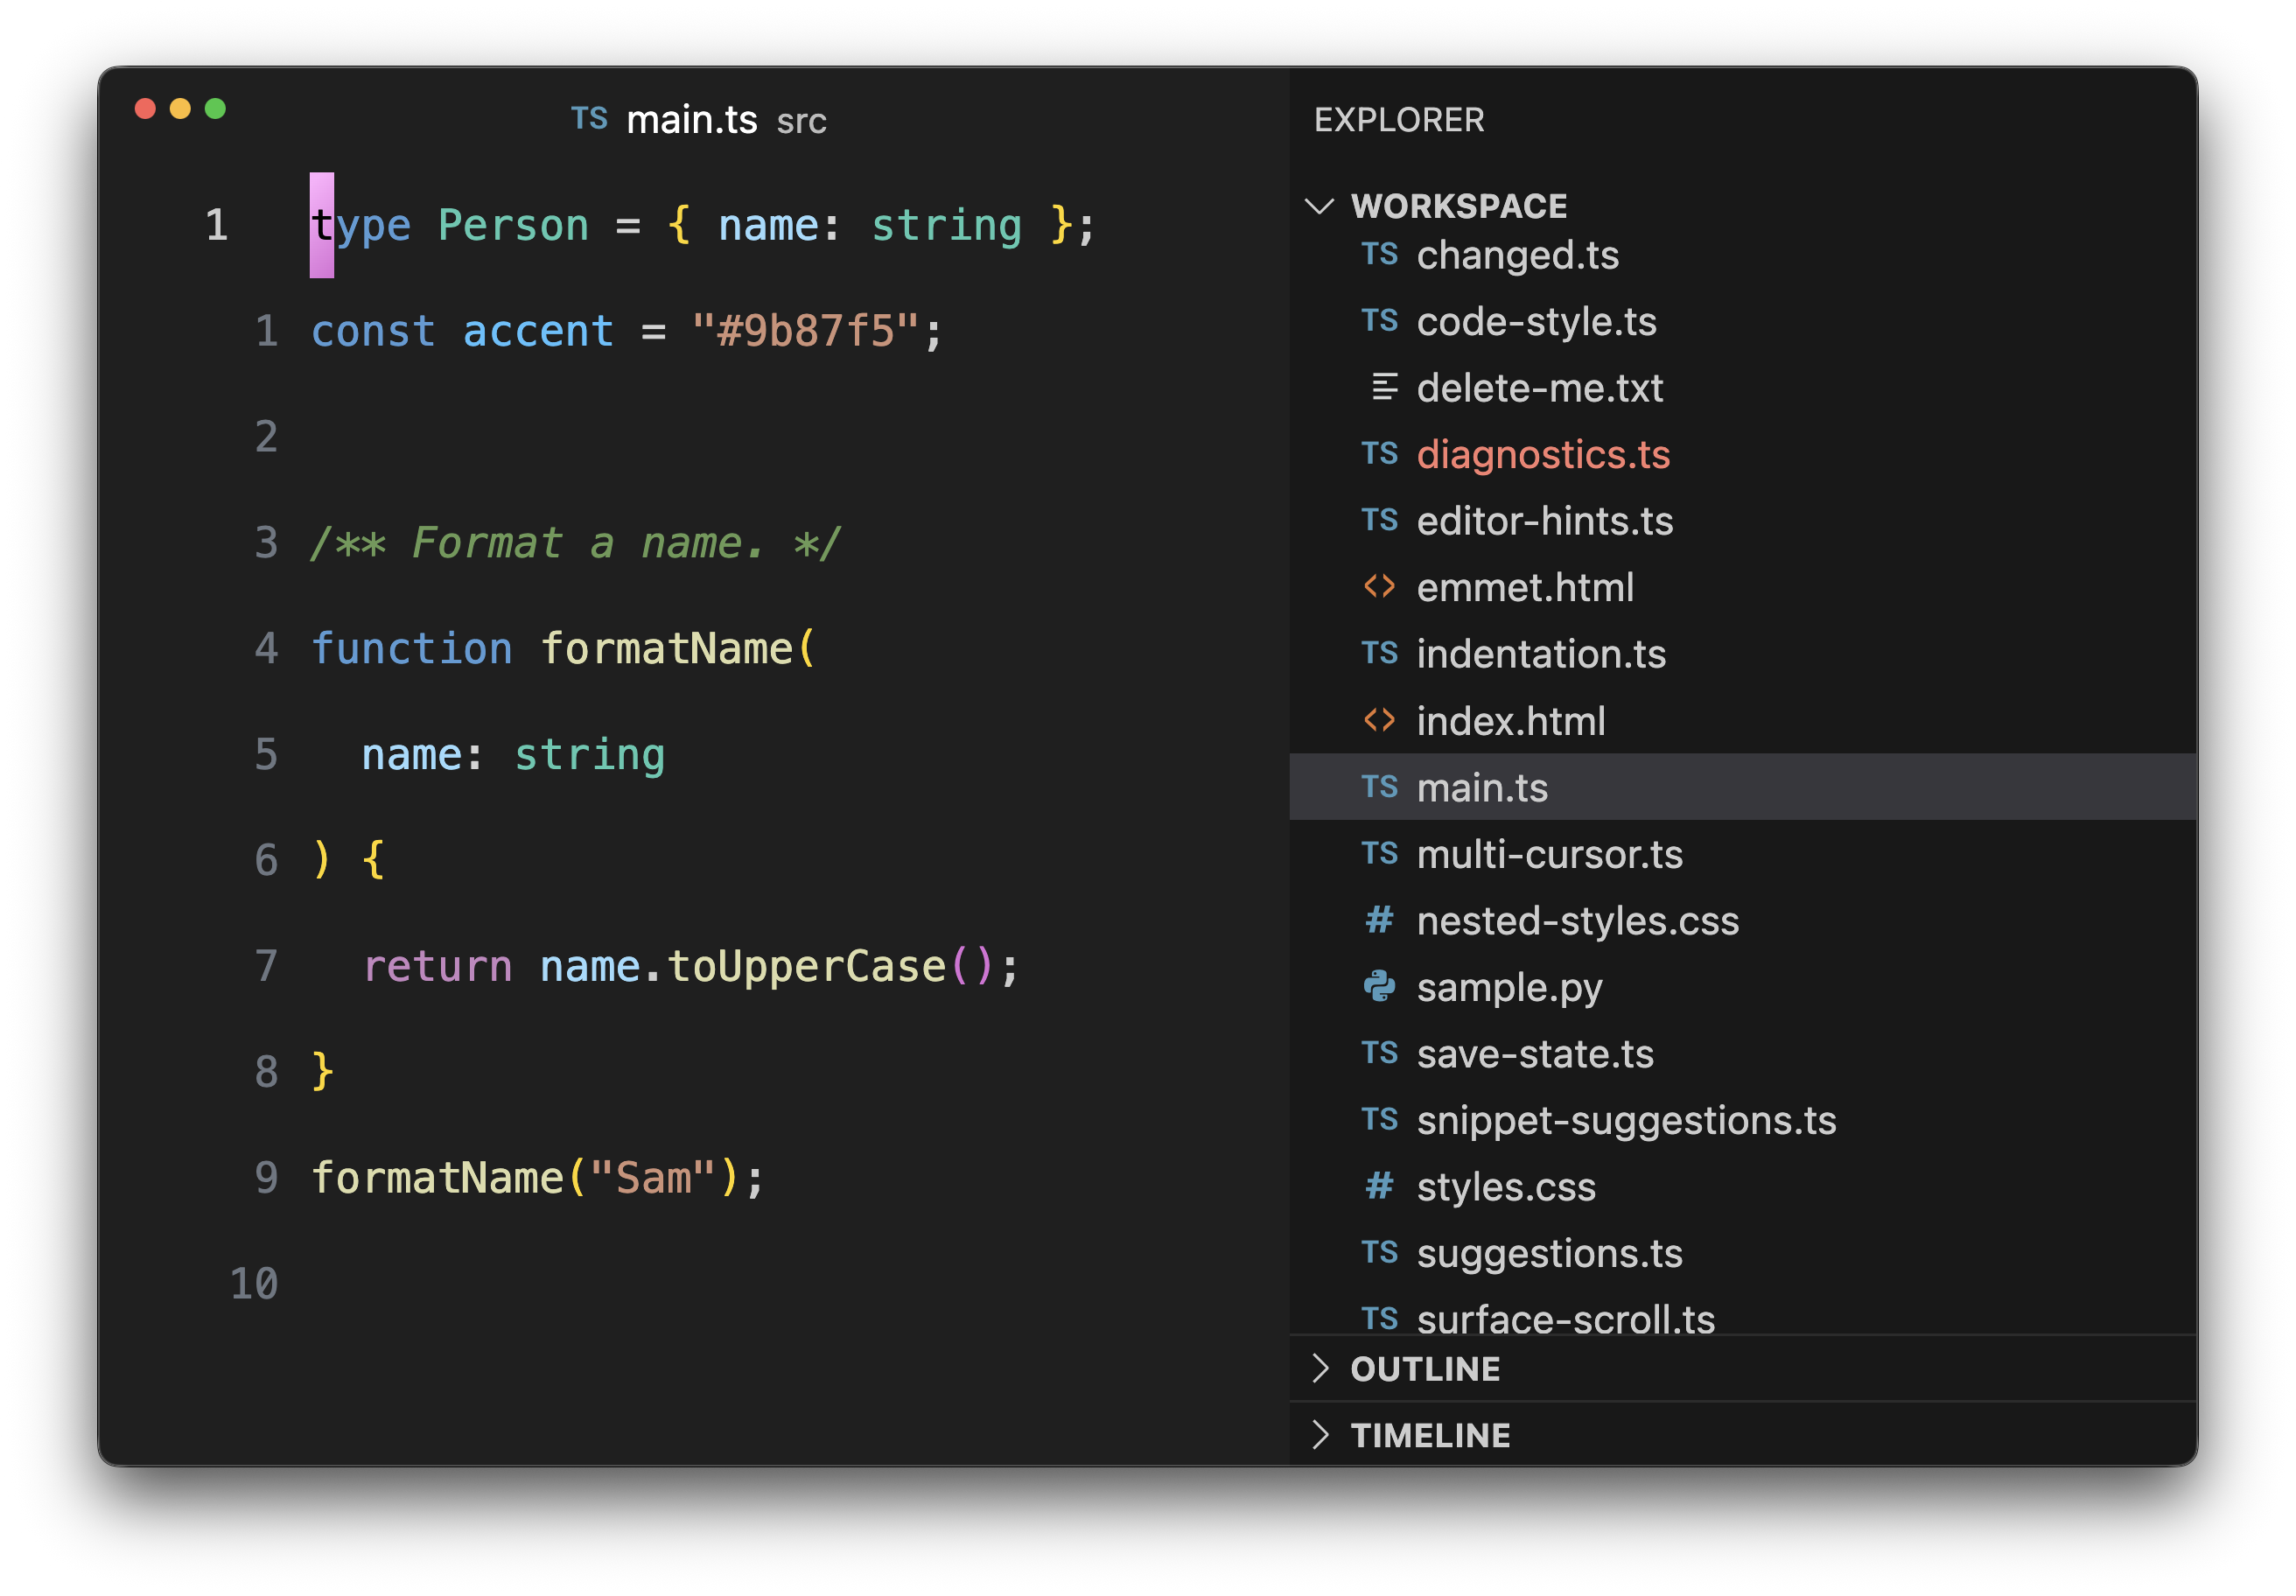 TS main.ts src
1 type Person = { name: string };
1 const accent = "#9b87f5";
2
3 /** Format a name. */
4 function formatName(
5   name: string
6 ) {
7   return name.toUpperCase();
8 }
9 formatName("Sam");
10
EXPLORER
WORKSPACE
TS changed.ts
TS code-style.ts
delete-me.txt
TS diagnostics.ts
TS editor-hints.ts
<> emmet.html
TS indentation.ts
<> index.html
TS main.ts
TS multi-cursor.ts
# nested-styles.css
sample.py
TS save-state.ts
TS snippet-suggestions.ts
# styles.css
TS suggestions.ts
TS surface-scroll.ts
OUTLINE
TIMELINE